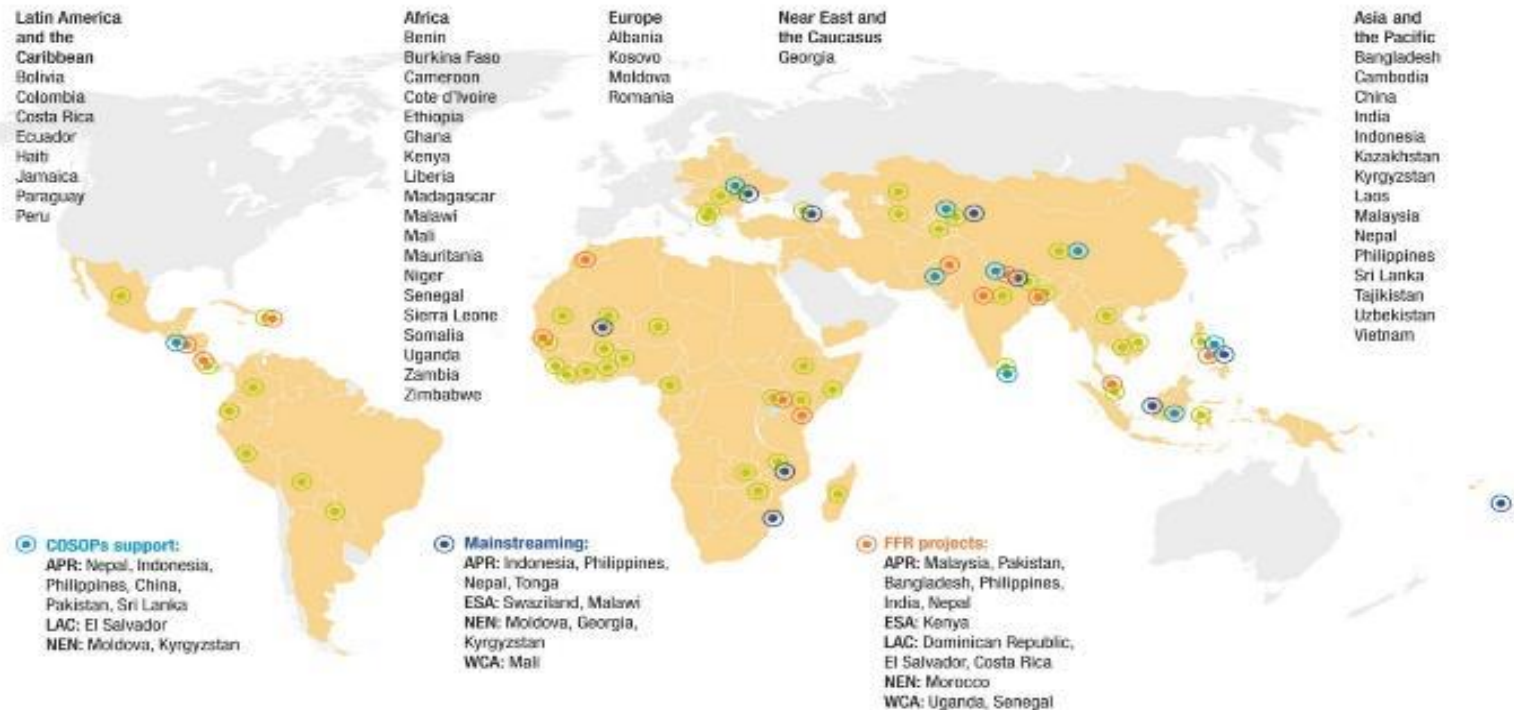 Latin America
and the
Caribbean
Bolivia
Colombia
Costa Rica
Ecuador
Haiti
Jamaica
Paraguay
Peru
Africa
Benin
Burkina Faso
Cameroon
Cote d'Ivoire
Ethiopia
Ghana
Kenya
Liberia
Madagascar
Malawi
Mali
Mauritania
Niger
Senegal
Sierra Leone
Somalia
Uganda
Zambia
Zimbabwe
Europe
Albania
Kosovo
Moldova
Romania
Near East and
the Caucasus
Georgia
Asia and
the Pacific
Bangladesh
Cambodia
China
India
Indonesia
Kazakhstan
Kyrgyzstan
Laos
Malaysia
Nepal
Philippines
Sri Lanka
Tajikistan
Uzbekistan
Vietnam
COSOPs support:
APR: Nepal, Indonesia,
Philippines, China,
Pakistan, Sri Lanka
LAC: El Salvador
NEN: Moldova, Kyrgyzstan
Mainstreaming:
APR: Indonesia, Philippines,
Nepal, Tonga
ESA: Swaziland, Malawi
NEN: Moldova, Georgia,
Kyrgyzstan
WCA: Mali
FFR projects:
APR: Malaysia, Pakistan,
Bangladesh, Philippines,
India, Nepal
ESA: Kenya
LAC: Dominican Republic,
El Salvador, Costa Rica
NEN: Morocco
WCA: Uganda, Senegal